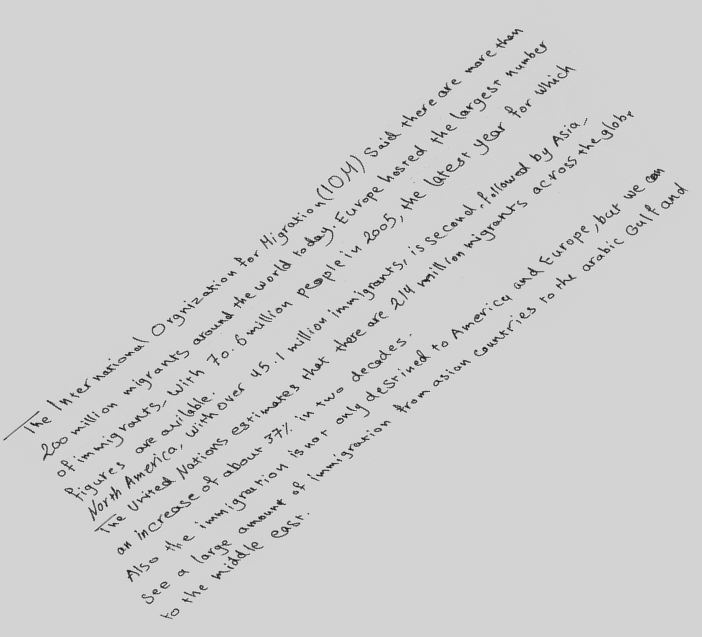 The International Orgnization for Migration (IOM) Said there are more than
200 million migrants around the world today. Europe hosted the largest number
of immigrants, with 70.6 million people in 2005, the latest year for which
figures are avilable.
North America, with over 45.1 million immigrants, is second, followed by Asia.
The United Nations estimates that there are 214 million migrants across the globe,
an increase of about 37% in two decades.
Also the immigration is not only destined to America and Europe, but we can
see a large amount of immigration from asian countries to the arabic Gulf and
to the middle east.